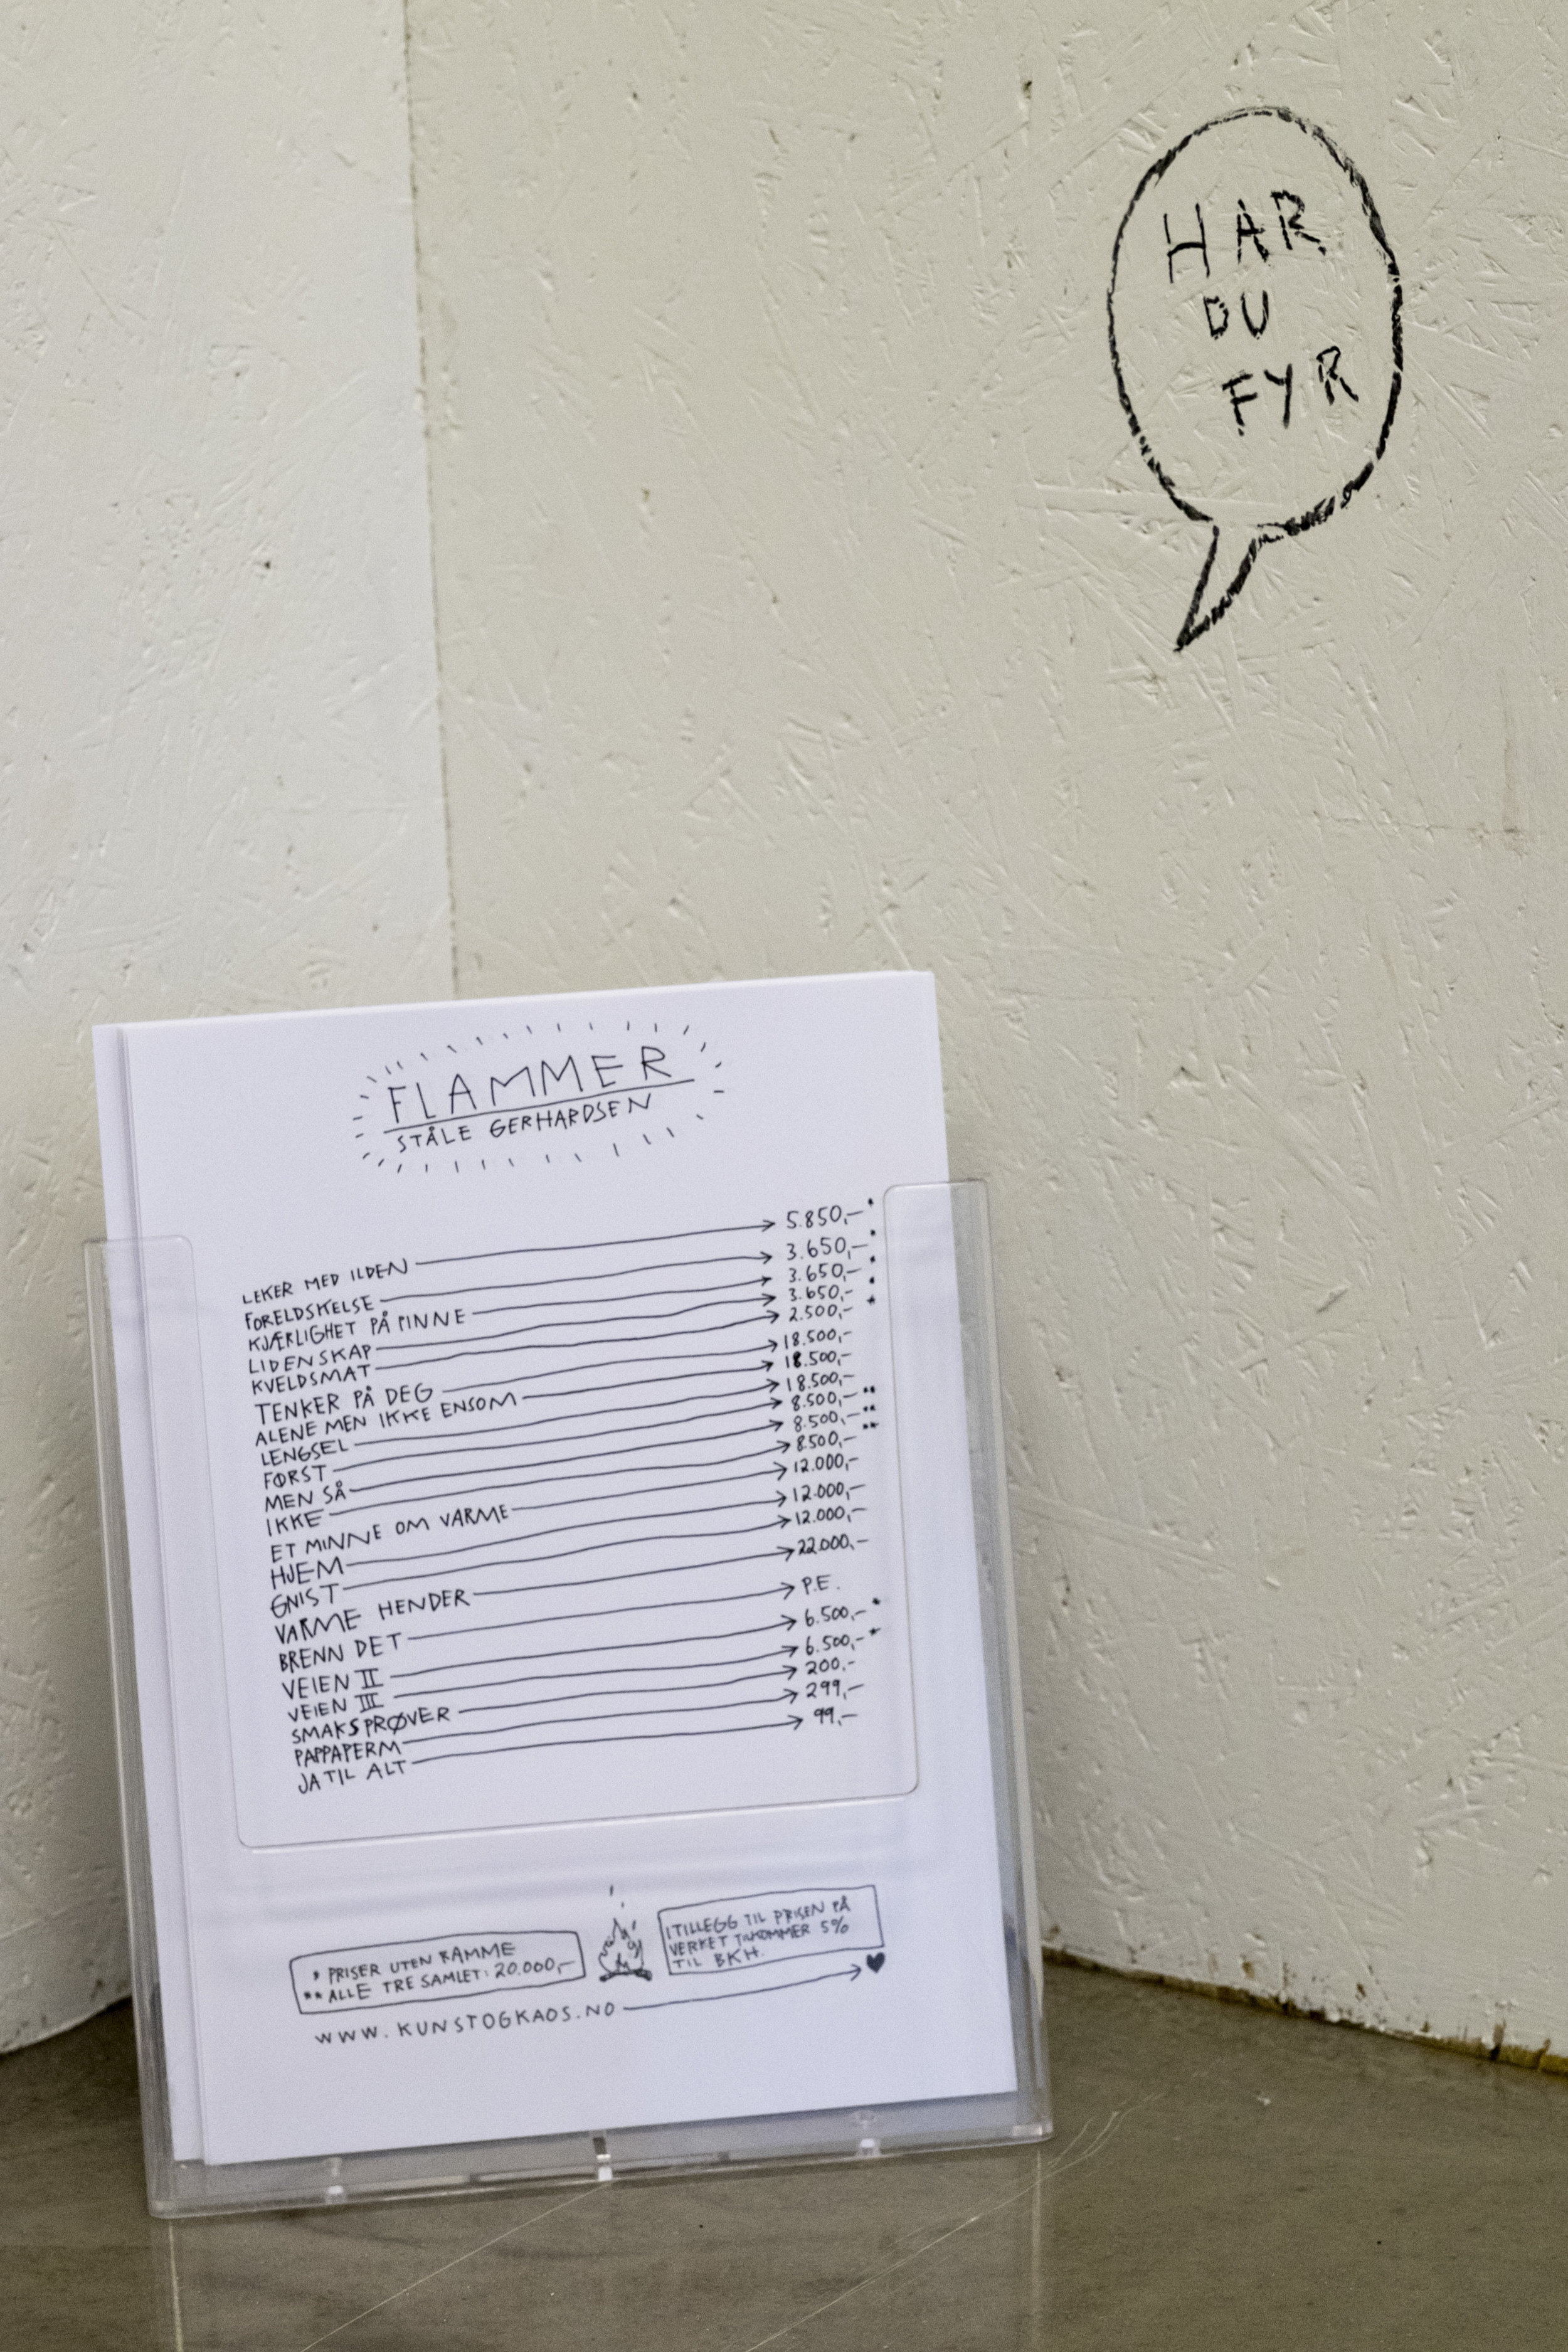 HAR
DU
FYR
FLAMMER
STÅLE GERHARDSEN
LEKER MED ILDEN → 5.850,- *
FORELDSKELSE → 3.650,- *
KJÆRLIGHET PÅ PINNE → 3.650,- *
LIDENSKAP → 3.650,- *
KVELDSMAT → 2.500,- *
TENKER PÅ DEG → 18.500,-
ALENE MEN IKKE ENSOM → 18.500,-
LENGSEL → 18.500,-
FØRST → 8.500,- **
MEN SÅ → 8.500,- **
IKKE → 8.500,- **
ET MINNE OM VARME → 12.000,-
HJEM → 12.000,-
GNIST → 12.000,-
VARME HENDER → 22.000,-
BRENN DET → P.E.
VEIEN II → 6.500,- *
VEIEN III → 6.500,- *
SMAKSPRØVER → 200,-
PAPPAPERM → 299,-
JA TIL ALT → 99,-
* PRISER UTEN RAMME
** ALLE TRE SAMLET: 20.000,-
I TILLEGG TIL PRISEN PÅ
VERKET TILKOMMER 5%
TIL BKH.
WWW.KUNSTOGKAOS.NO → ♥